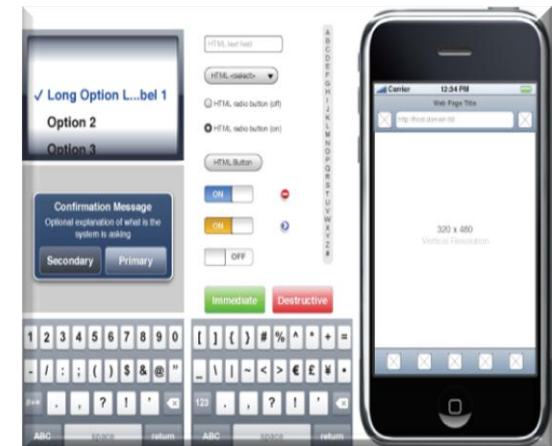 ✓ Long Option L...bel 1
Option 2
Option 3
Confirmation Message
Optional explanation of what is the
system is asking
Secondary Primary
1 2 3 4 5 6 7 8 9 0
- / : ; ( ) $ & @ "
#+= . , ? ! '
ABC space return
HTML text field
HTML <select>
HTML radio button (off)
HTML radio button (on)
HTML Button
ON
ON
OFF
Immediate Destructive
[ ] { } # % ^ * + =
_ \ | ~ < > € £ ¥ •
123 . , ? ! '
ABC space return
A
B
C
D
E
F
G
H
I
J
K
L
M
N
O
P
Q
R
S
T
U
V
W
X
Y
Z
#
Carrier 12:34 PM
Web Page Title
320 x 480
Vertical Resolution